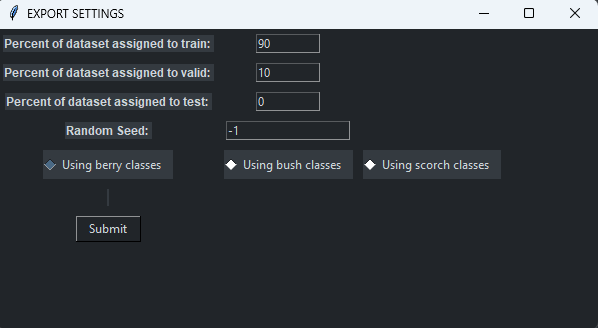 EXPORT SETTINGS
Percent of dataset assigned to train: 90
Percent of dataset assigned to valid: 10
Percent of dataset assigned to test: 0
Random Seed: -1
Using berry classes Using bush classes Using scorch classes
Submit